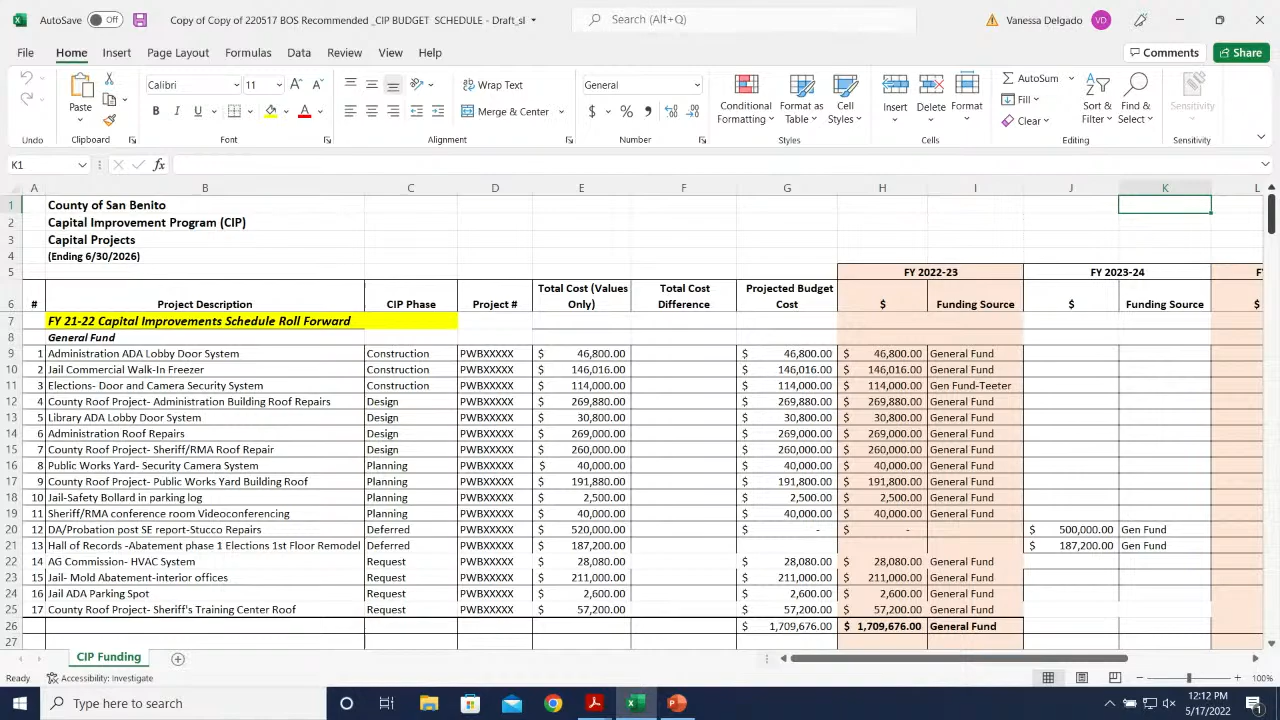 AutoSave Off Copy of Copy of 220517 BOS Recommended _CIP BUDGET SCHEDULE - Draft_sl Search (Alt+Q) Vanessa Delgado VD
File Home Insert Page Layout Formulas Data Review View Help Comments Share
Calibri 11 Wrap Text General AutoSum
Paste Merge & Center $ % Conditional Formatting Format as Table Cell Styles Insert Delete Format Fill Sort & Filter Find & Select Sensitivity
B I U A Clear
Undo Clipboard Font Alignment Number Styles Cells Editing Sensitivity
K1 fx
A B C D E F G H I J K L
1 County of San Benito
2 Capital Improvement Program (CIP)
3 Capital Projects
4 (Ending 6/30/2026)
5 FY 2022-23 FY 2023-24
6 # Project Description CIP Phase Project # Total Cost (Values Only) Total Cost Difference Projected Budget Cost $ Funding Source $ Funding Source $
7 FY 21-22 Capital Improvements Schedule Roll Forward
8 General Fund
9 1 Administration ADA Lobby Door System Construction PWBXXXXX $ 46,800.00 $ 46,800.00 $ 46,800.00 General Fund
10 2 Jail Commercial Walk-In Freezer Construction PWBXXXXX $ 146,016.00 $ 146,016.00 $ 146,016.00 General Fund
11 3 Elections- Door and Camera Security System Construction PWBXXXXX $ 114,000.00 $ 114,000.00 $ 114,000.00 Gen Fund-Teeter
12 4 County Roof Project- Administration Building Roof Repairs Design PWBXXXXX $ 269,880.00 $ 269,880.00 $ 269,880.00 General Fund
13 5 Library ADA Lobby Door System Design PWBXXXXX $ 30,800.00 $ 30,800.00 $ 30,800.00 General Fund
14 6 Administration Roof Repairs Design PWBXXXXX $ 269,000.00 $ 269,000.00 $ 269,000.00 General Fund
15 7 County Roof Project- Sheriff/RMA Roof Repair Design PWBXXXXX $ 260,000.00 $ 260,000.00 $ 260,000.00 General Fund
16 8 Public Works Yard- Security Camera System Planning PWBXXXXX $ 40,000.00 $ 40,000.00 $ 40,000.00 General Fund
17 9 County Roof Project- Public Works Yard Building Roof Planning PWBXXXXX $ 191,880.00 $ 191,800.00 $ 191,800.00 General Fund
18 10 Jail-Safety Bollard in parking log Planning PWBXXXXX $ 2,500.00 $ 2,500.00 $ 2,500.00 General Fund
19 11 Sheriff/RMA conference room Videoconferencing Planning PWBXXXXX $ 40,000.00 $ 40,000.00 $ 40,000.00 General Fund
20 12 DA/Probation post SE report-Stucco Repairs Deferred PWBXXXXX $ 520,000.00 $ - $ - $ 500,000.00 Gen Fund
21 13 Hall of Records -Abatement phase 1 Elections 1st Floor Remodel Deferred PWBXXXXX $ 187,200.00 $ 187,200.00 Gen Fund
22 14 AG Commission- HVAC System Request PWBXXXXX $ 28,080.00 $ 28,080.00 $ 28,080.00 General Fund
23 15 Jail- Mold Abatement-interior offices Request PWBXXXXX $ 211,000.00 $ 211,000.00 $ 211,000.00 General Fund
24 16 Jail ADA Parking Spot Request PWBXXXXX $ 2,600.00 $ 2,600.00 $ 2,600.00 General Fund
25 17 County Roof Project- Sheriff's Training Center Roof Request PWBXXXXX $ 57,200.00 $ 57,200.00 $ 57,200.00 General Fund
26 $ 1,709,676.00 $ 1,709,676.00 General Fund
27
CIP Funding
Ready Accessibility: Investigate 100%
Type here to search 12:12 PM
5/17/2022 1